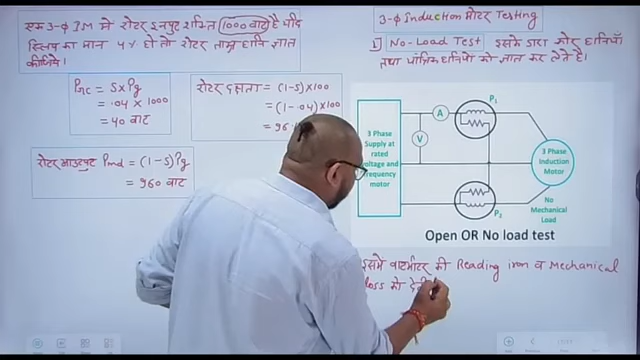 एक 3-φ IM में रोटर इनपुट शक्ति 1000 वाट है यदि
स्लिप का मान 4% हो तो रोटर ताम्र हानि ज्ञात
कीजिये।
= S×Pg
= .04 × 1000
= 40 वाट
रोटर दक्षता = (1-S)×100
= (1-.04)×100
= 96
रोटर आउटपुट Pmd = (1-S)Pg
= 960 वाट
3-φ Induction मोटर Testing
1) No-Load Test इसके द्वारा कोर हानियाँ
तथा यांत्रिक हानियों को ज्ञात कर लेते है।
3 Phase
Supply at
rated
voltage and
frequency
motor
A
V
P1
P2
3 Phase
Induction
Motor
No
Mechanical
Load
Open OR No load test
इसमें वाटमीटर की Reading iron व Mechanical
loss को